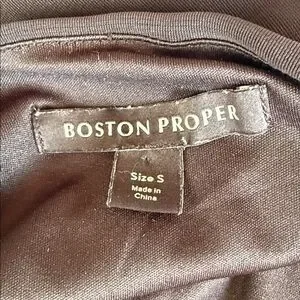 BOSTON PROPER
Size S
Made in
China